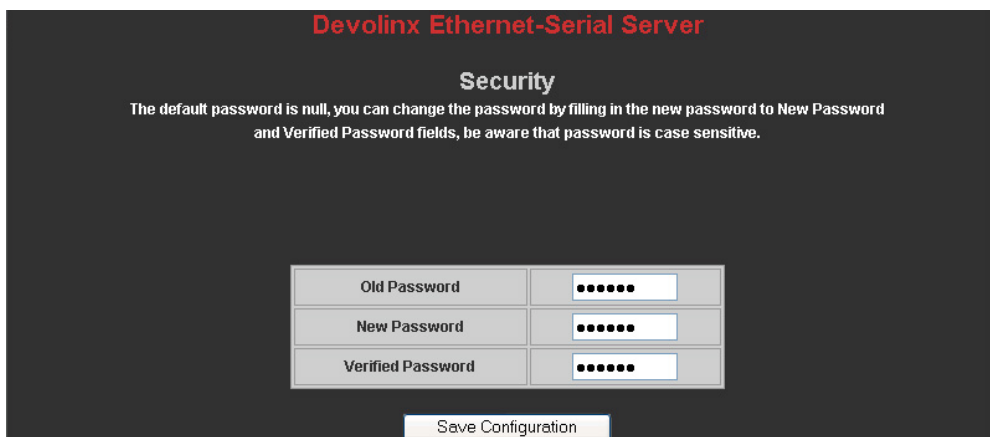 Devolinx Ethernet-Serial Server
Security
The default password is null, you can change the password by filling in the new password to New Password
and Verified Password fields, be aware that password is case sensitive.
Old Password ••••••
New Password ••••••
Verified Password ••••••
Save Configuration